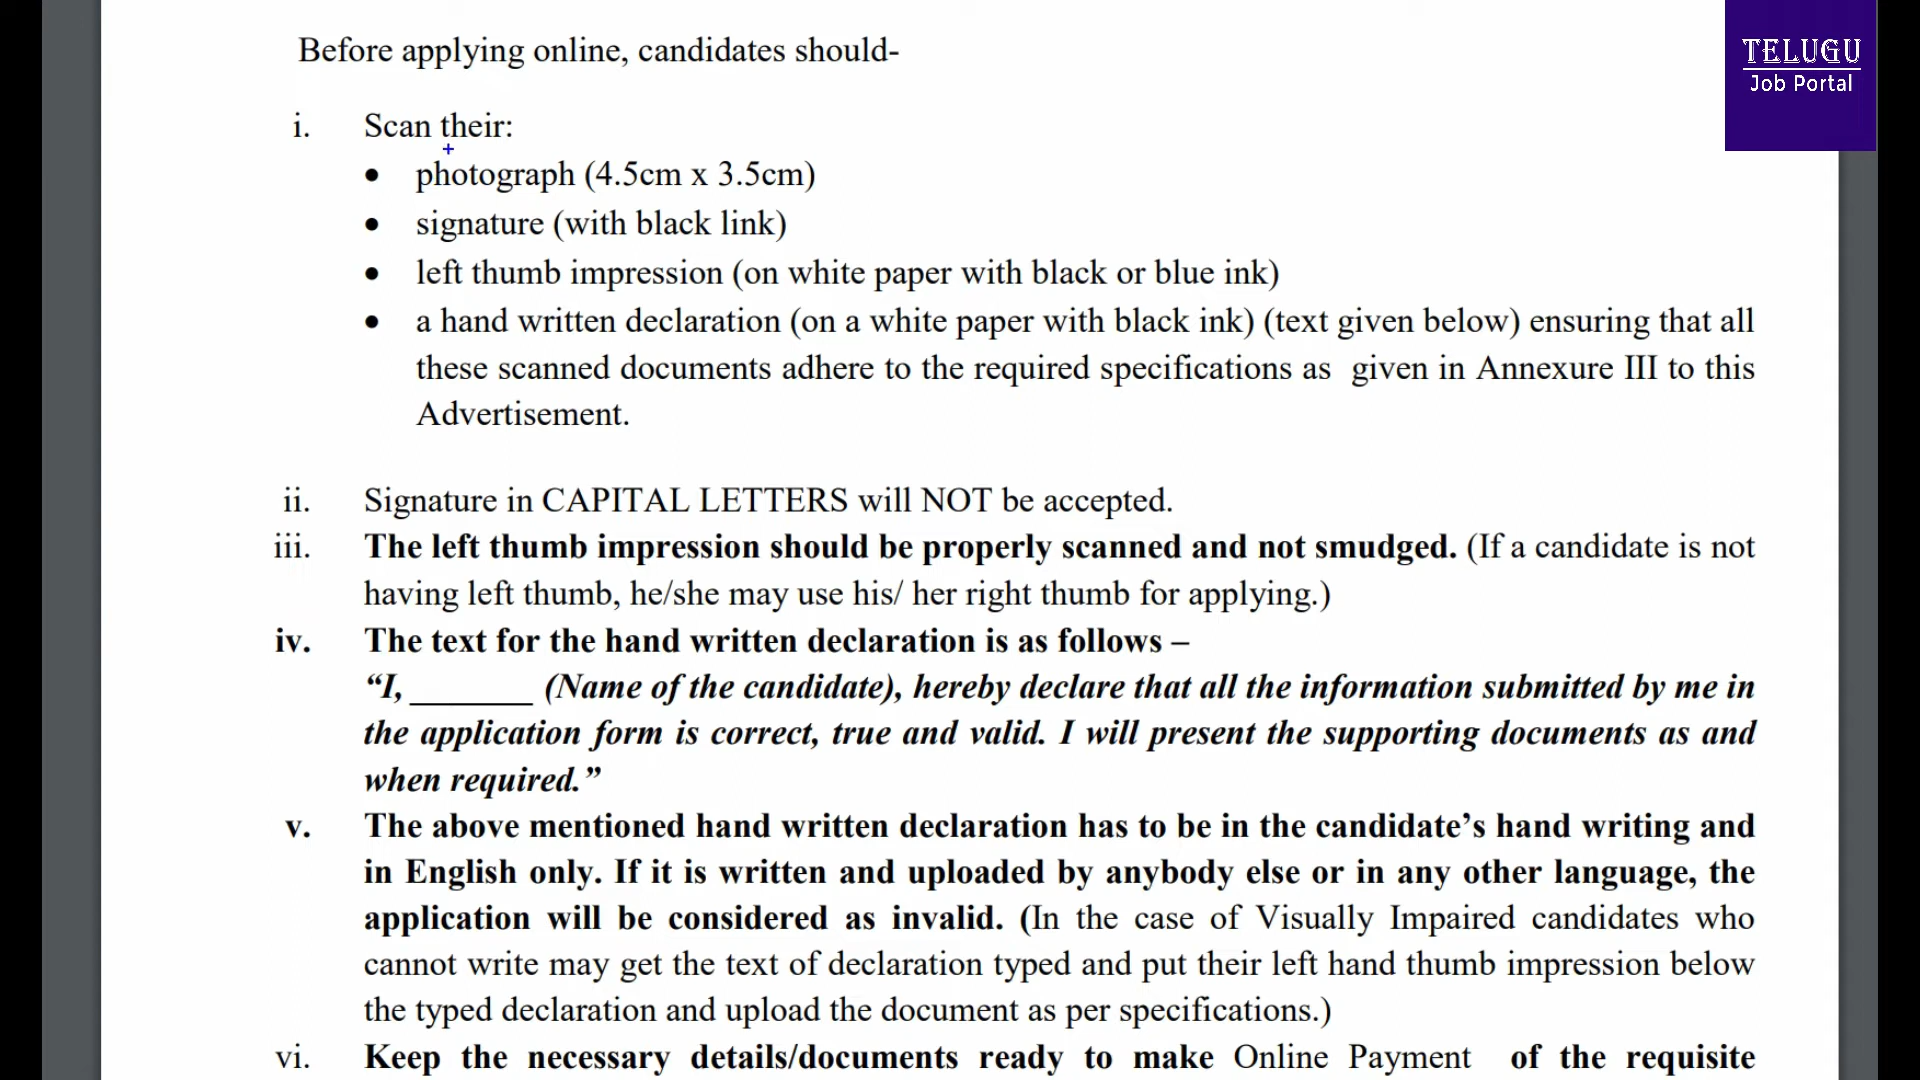 Before applying online, candidates should-
TELUGU
Job Portal
i. Scan their:
• photograph (4.5cm x 3.5cm)
• signature (with black link)
• left thumb impression (on white paper with black or blue ink)
• a hand written declaration (on a white paper with black ink) (text given below) ensuring that all
these scanned documents adhere to the required specifications as given in Annexure III to this
Advertisement.
ii. Signature in CAPITAL LETTERS will NOT be accepted.
iii. The left thumb impression should be properly scanned and not smudged. (If a candidate is not
having left thumb, he/she may use his/ her right thumb for applying.)
iv. The text for the hand written declaration is as follows –
“I, _______ (Name of the candidate), hereby declare that all the information submitted by me in
the application form is correct, true and valid. I will present the supporting documents as and
when required.”
v. The above mentioned hand written declaration has to be in the candidate’s hand writing and
in English only. If it is written and uploaded by anybody else or in any other language, the
application will be considered as invalid. (In the case of Visually Impaired candidates who
cannot write may get the text of declaration typed and put their left hand thumb impression below
the typed declaration and upload the document as per specifications.)
vi. Keep the necessary details/documents ready to make Online Payment of the requisite